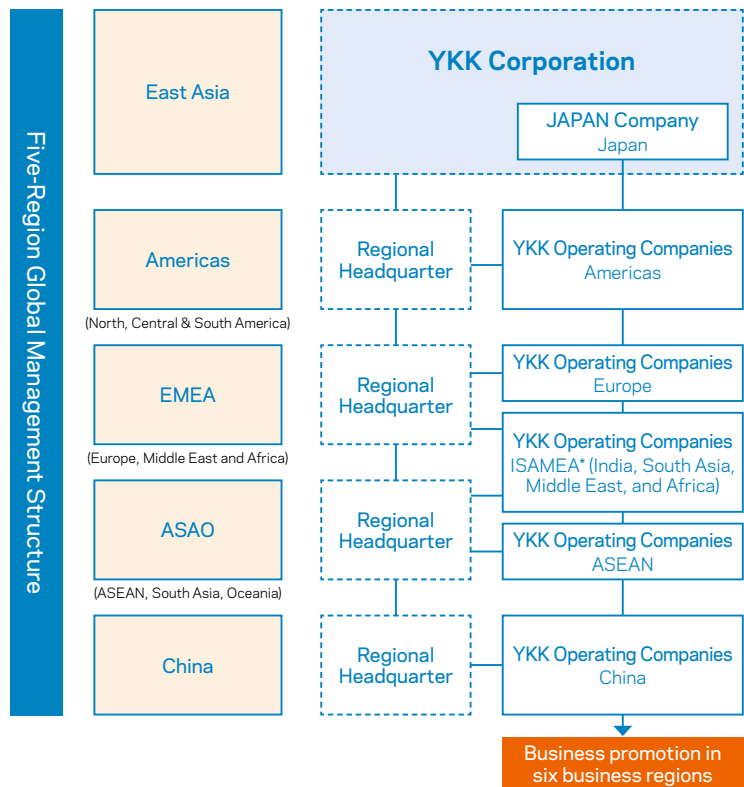 Five-Region Global Management Structure
East Asia
YKK Corporation
JAPAN Company
Japan
Americas
(North, Central & South America)
Regional
Headquarter
YKK Operating Companies
Americas
EMEA
(Europe, Middle East and Africa)
Regional
Headquarter
YKK Operating Companies
Europe
YKK Operating Companies
ISAMEA* (India, South Asia,
Middle East, and Africa)
ASAO
(ASEAN, South Asia, Oceania)
Regional
Headquarter
YKK Operating Companies
ASEAN
China
Regional
Headquarter
YKK Operating Companies
China
Business promotion in
six business regions